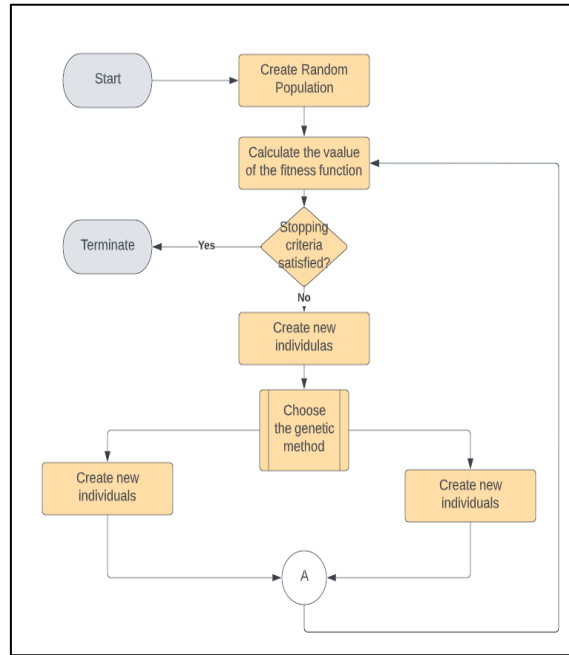 Start
Create Random
Population
Calculate the vaalue
of the fitness function
Stopping
criteria
satisfied?
Yes
Terminate
No
Create new
individulas
Choose
the genetic
method
Create new
individuals
Create new
individuals
A